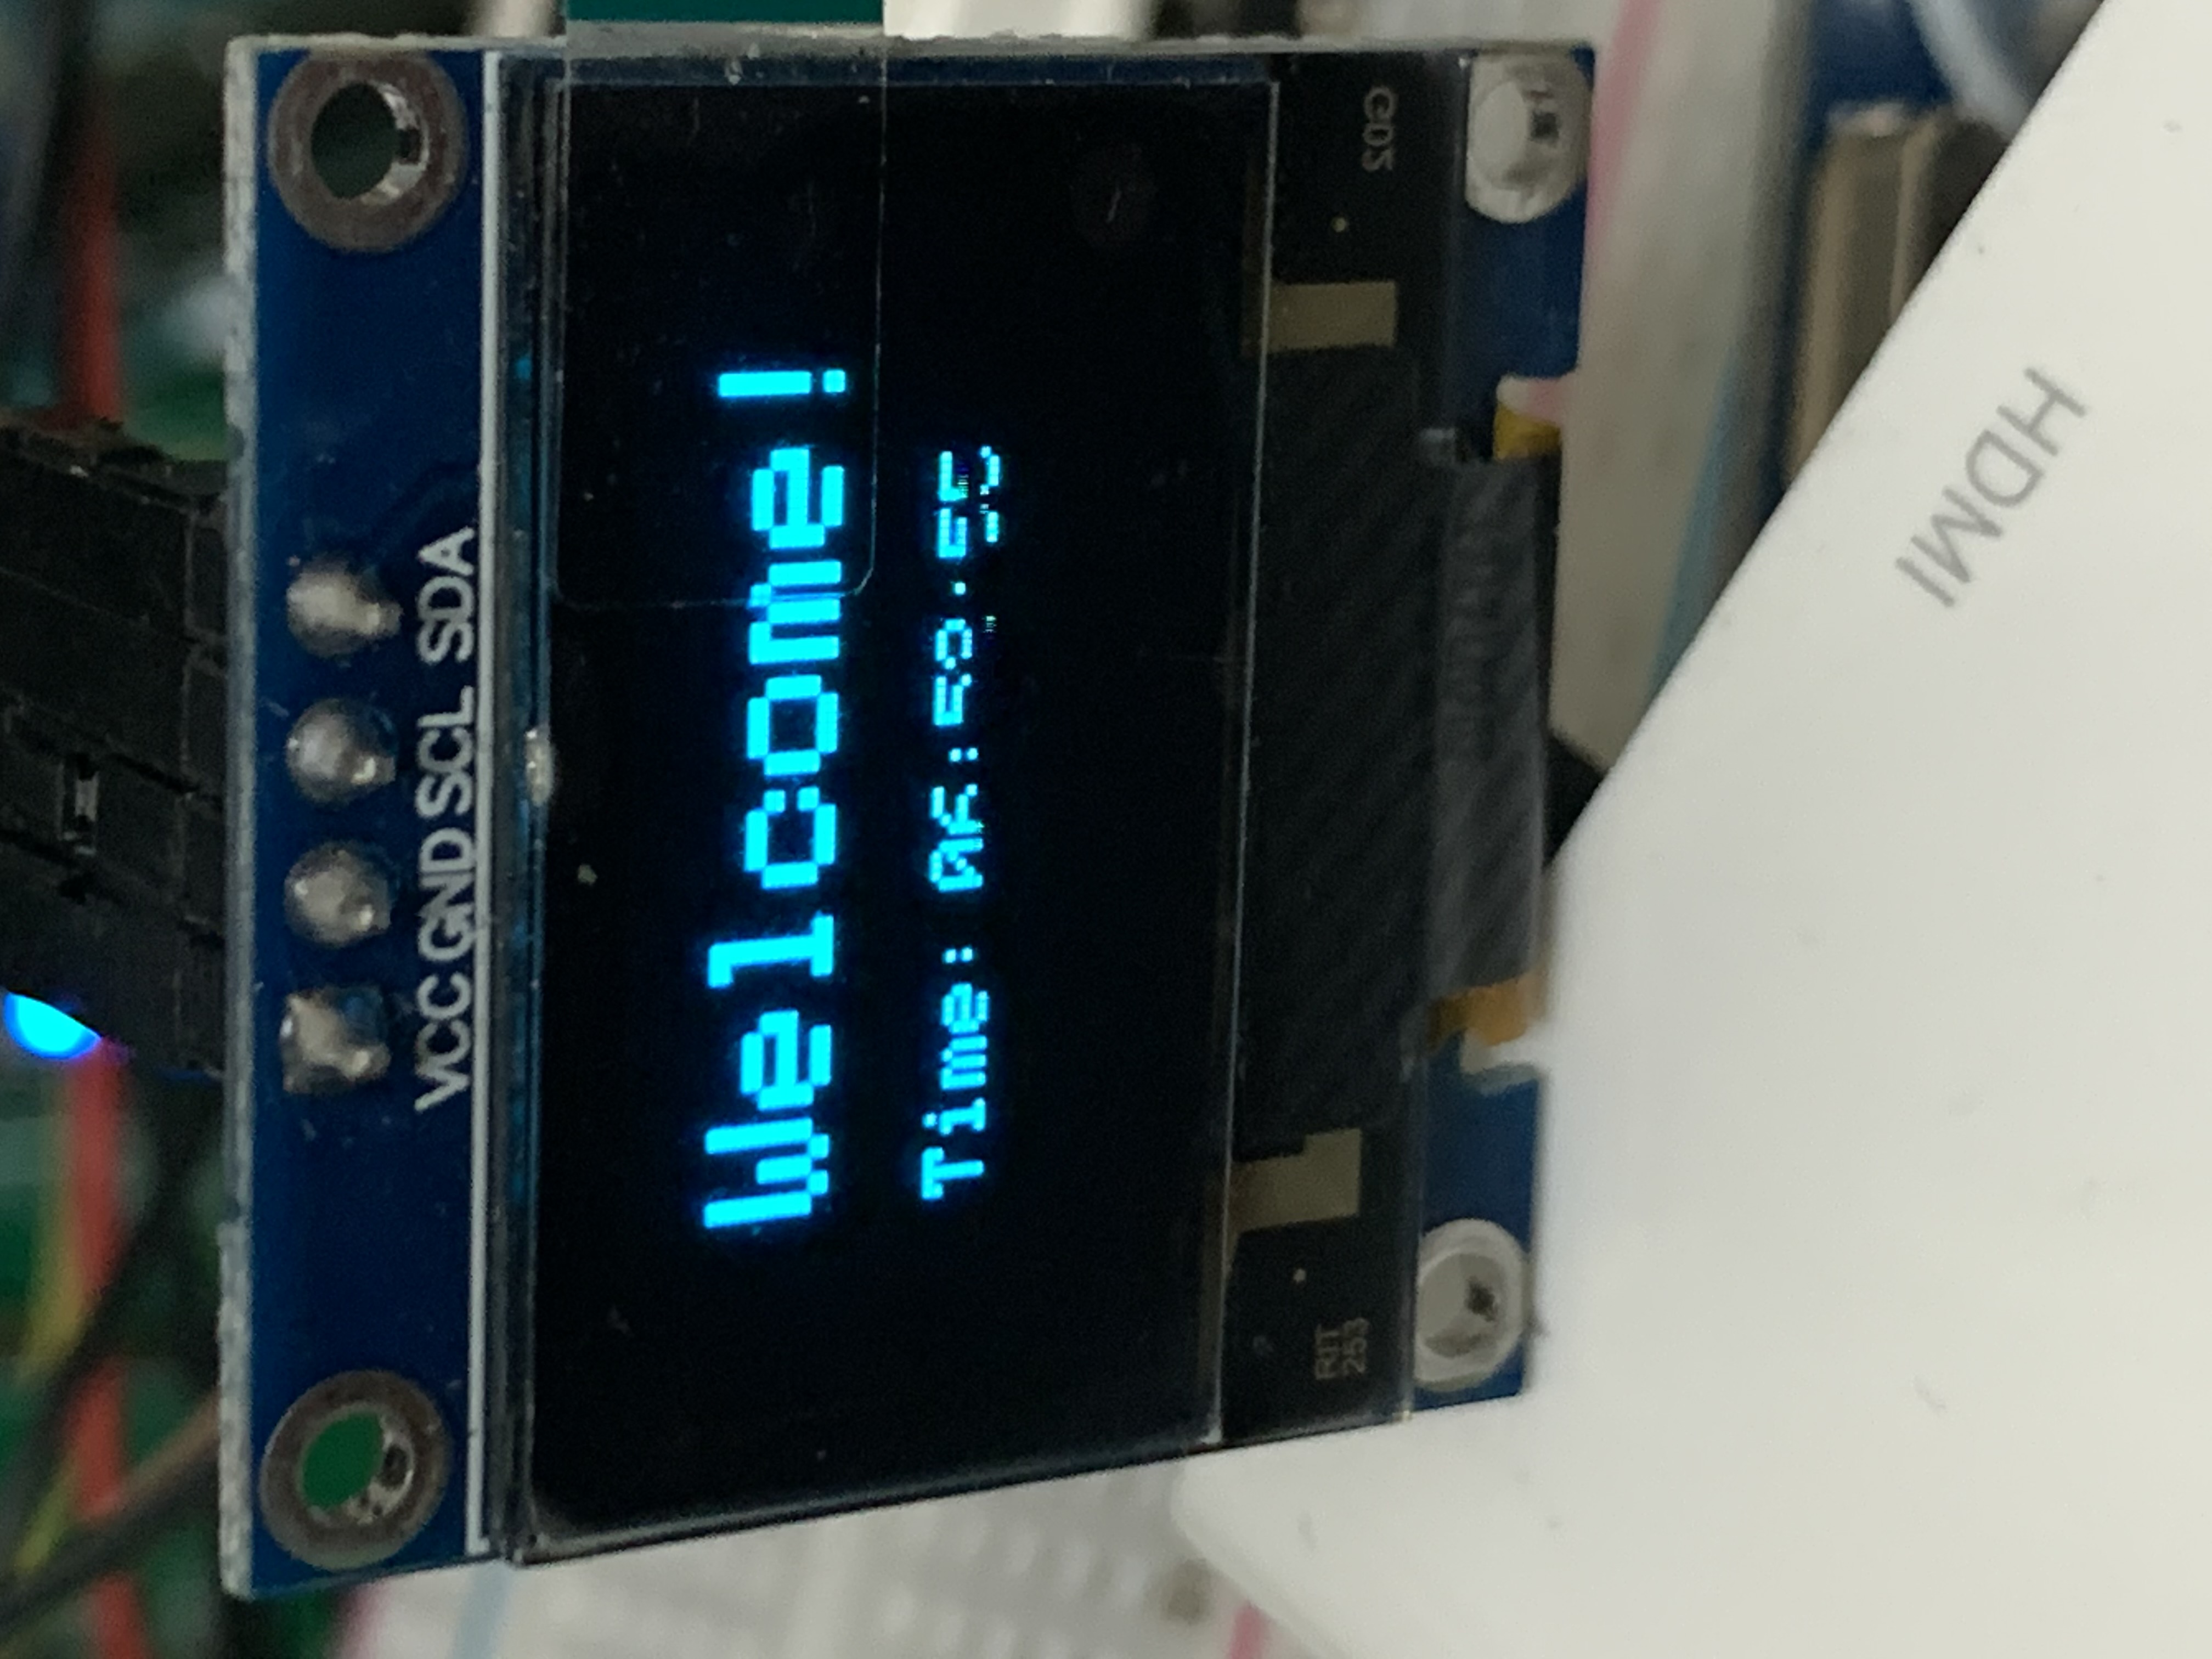 VCC GND SCL SDA
Welcome!
Time:
RIT
253
GD2
HDMI